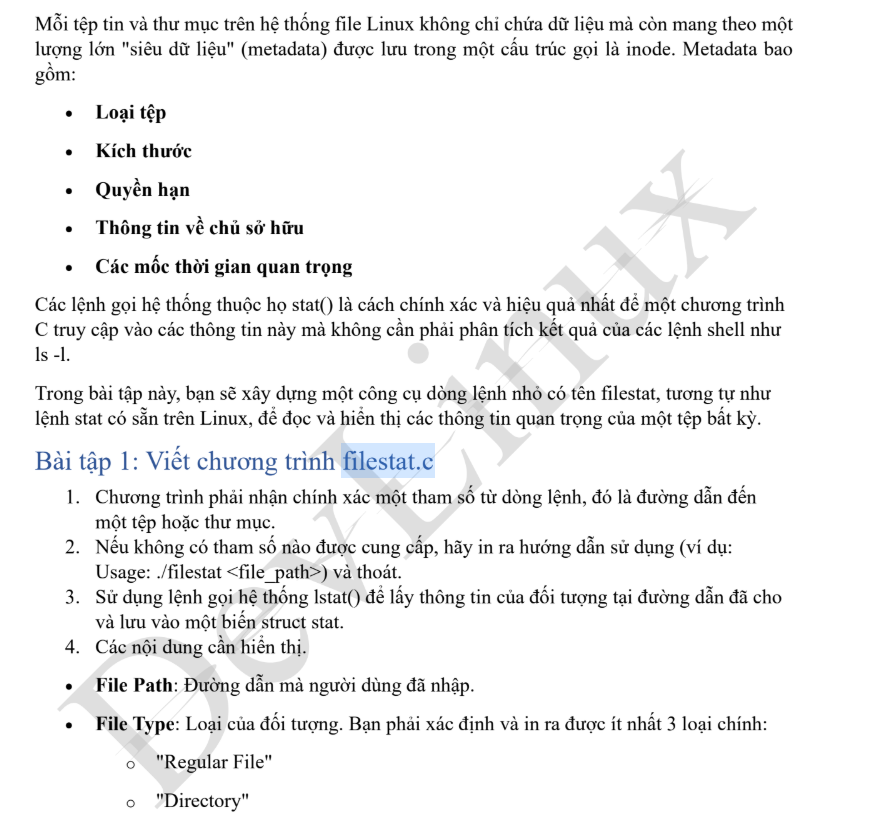 Mỗi tệp tin và thư mục trên hệ thống file Linux không chỉ chứa dữ liệu mà còn mang theo một
lượng lớn "siêu dữ liệu" (metadata) được lưu trong một cấu trúc gọi là inode. Metadata bao
gồm:
• Loại tệp
• Kích thước
• Quyền hạn
• Thông tin về chủ sở hữu
• Các mốc thời gian quan trọng
Các lệnh gọi hệ thống thuộc họ stat() là cách chính xác và hiệu quả nhất để một chương trình
C truy cập vào các thông tin này mà không cần phải phân tích kết quả của các lệnh shell như
ls -l.
Trong bài tập này, bạn sẽ xây dựng một công cụ dòng lệnh nhỏ có tên filestat, tương tự như
lệnh stat có sẵn trên Linux, để đọc và hiển thị các thông tin quan trọng của một tệp bất kỳ.
Bài tập 1: Viết chương trình filestat.c
1. Chương trình phải nhận chính xác một tham số từ dòng lệnh, đó là đường dẫn đến
một tệp hoặc thư mục.
2. Nếu không có tham số nào được cung cấp, hãy in ra hướng dẫn sử dụng (ví dụ:
Usage: ./filestat <file_path>) và thoát.
3. Sử dụng lệnh gọi hệ thống lstat() để lấy thông tin của đối tượng tại đường dẫn đã cho
và lưu vào một biến struct stat.
4. Các nội dung cần hiển thị.
• File Path: Đường dẫn mà người dùng đã nhập.
• File Type: Loại của đối tượng. Bạn phải xác định và in ra được ít nhất 3 loại chính:
o "Regular File"
o "Directory"
DevLinux